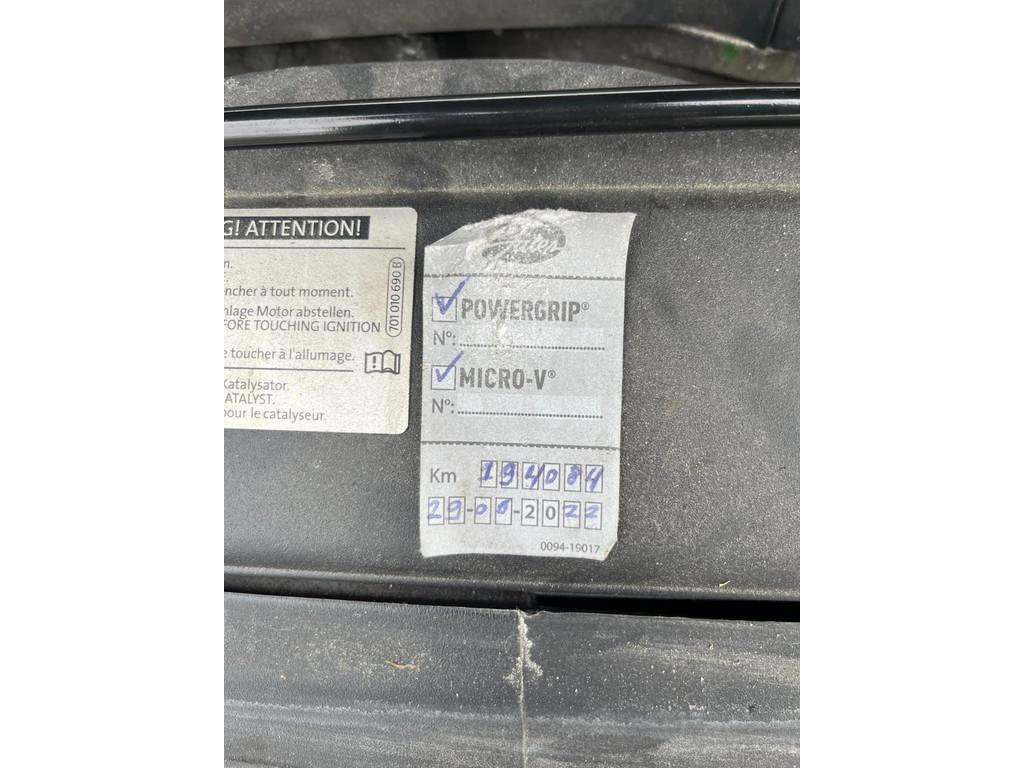 G! ATTENTION!
n.
ncher à tout moment.
nlage Motor abstellen.
FORE TOUCHING IGNITION
e toucher à l'allumage.
Katalysator.
ATALYST.
pour le catalyseur.
701 010 690 B
Gates
POWERGRIP®
N°:
MICRO-V®
N°:
Km 194084
29-06-2022
0094-19017